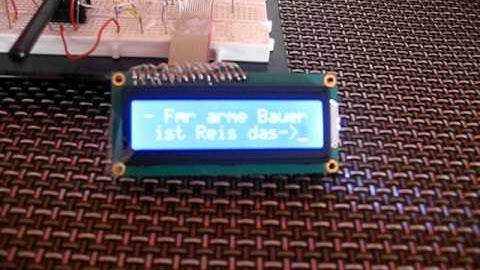 - Fmr arme Bauer
ist Reis das->_